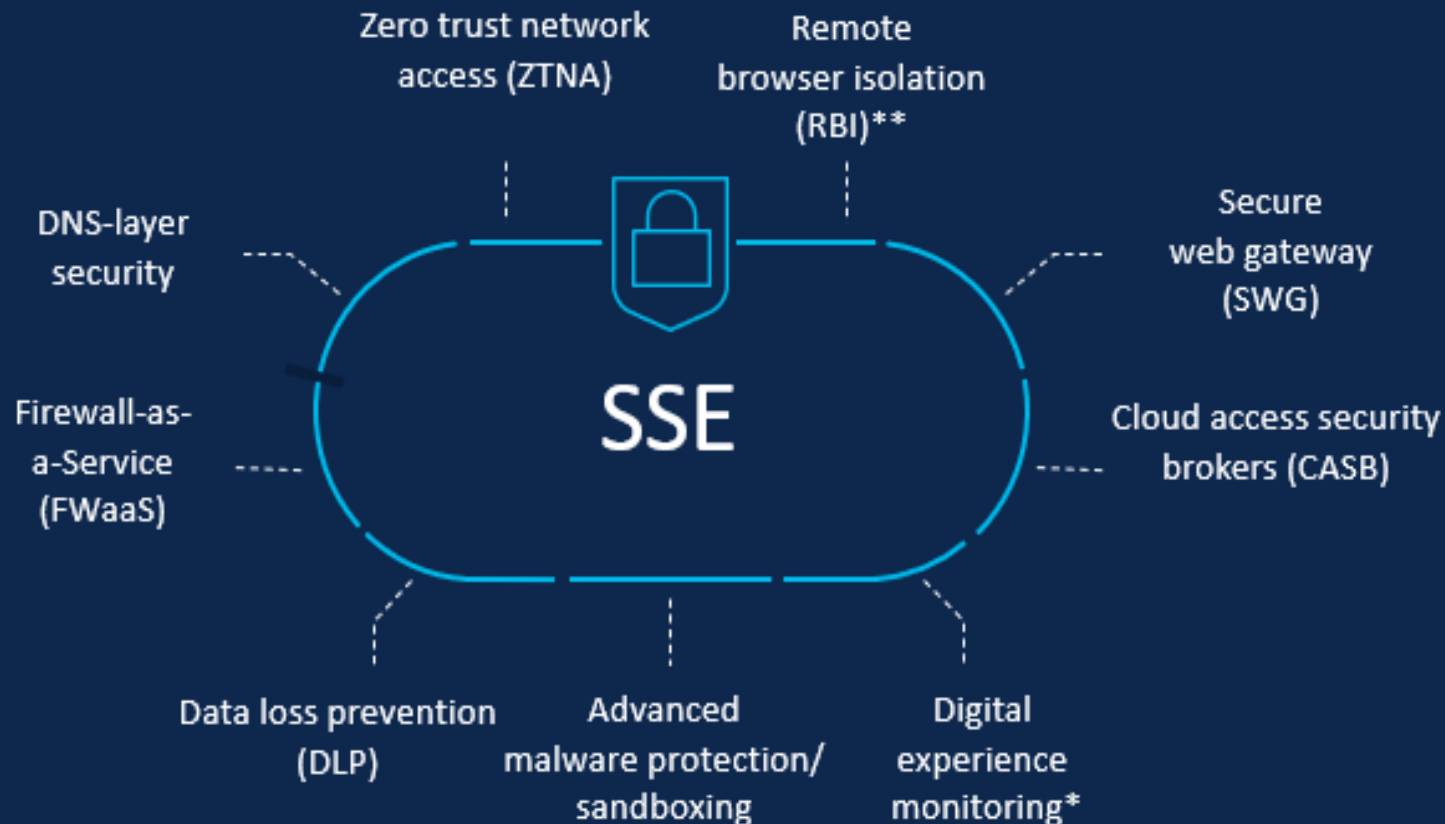 Zero trust network
access (ZTNA)
Remote
browser isolation
(RBI)**
DNS-layer
security
Secure
web gateway
(SWG)
SSE
Firewall-as-
a-Service
(FWaaS)
Cloud access security
brokers (CASB)
Data loss prevention
(DLP)
Advanced
malware protection/
sandboxing
Digital
experience
monitoring*